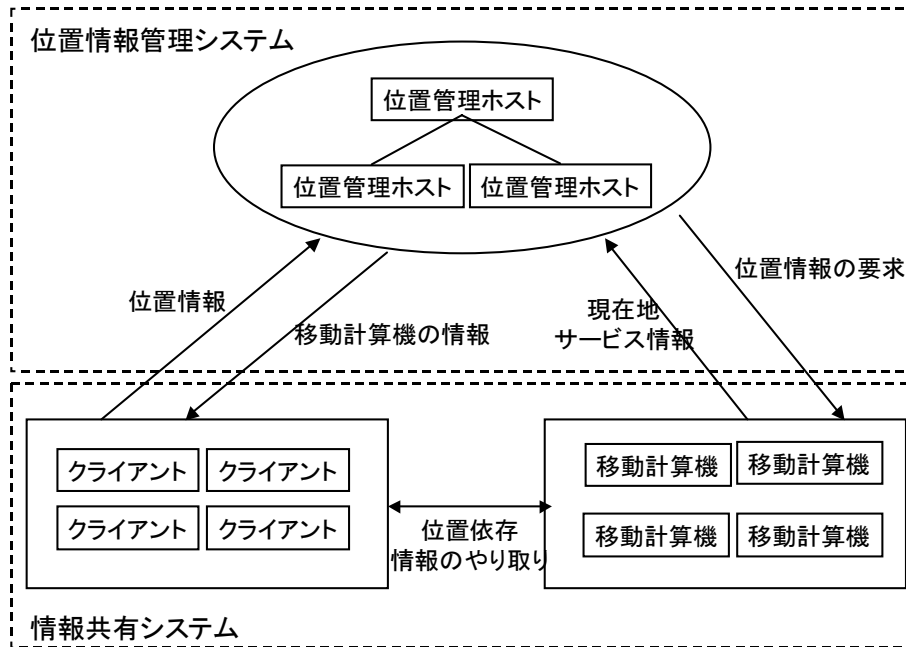 位置情報管理システム
位置管理ホスト
位置管理ホスト
位置管理ホスト
位置情報
移動計算機の情報
現在地
サービス情報
位置情報の要求
クライアント
クライアント
クライアント
クライアント
位置依存
情報のやり取り
移動計算機
移動計算機
移動計算機
移動計算機
情報共有システム